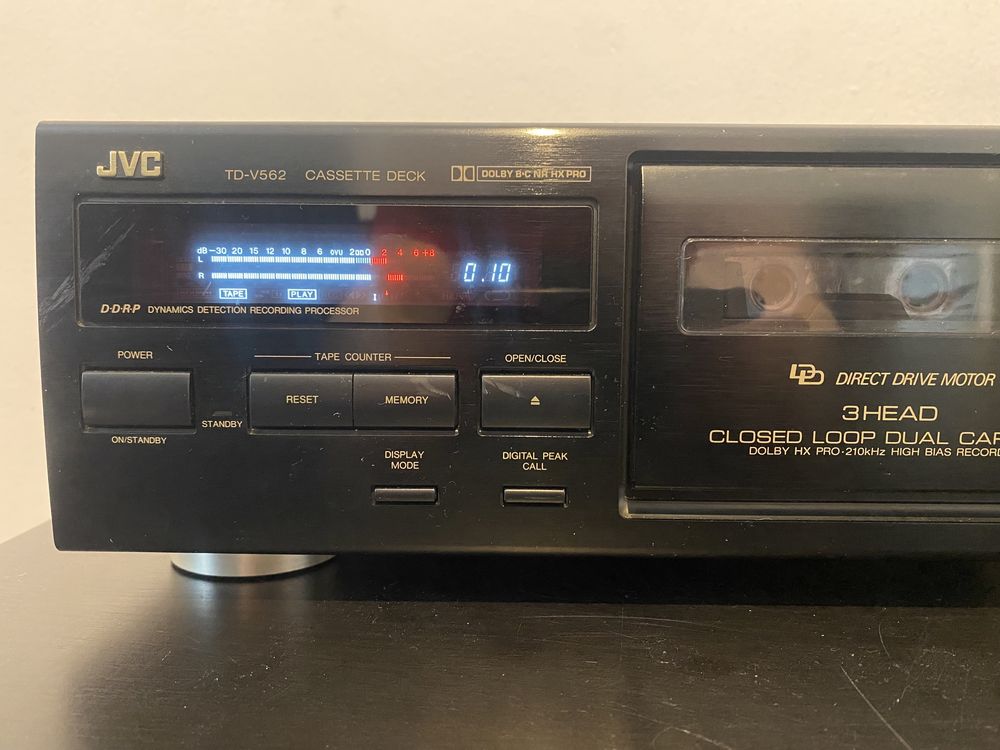 JVC
TD-V562 CASSETTE DECK DOLBY B·C NR HX PRO
dB -30 20 15 12 10 8 6 0VU 2 0 2 4 6 +8
L
R
0.10
TAPE PLAY
D·D·R·P DYNAMICS DETECTION RECORDING PROCESSOR
POWER
TAPE COUNTER
OPEN/CLOSE
RESET
MEMORY
STANDBY
ON/STANDBY
DISPLAY
MODE
DIGITAL PEAK
CALL
DIRECT DRIVE MOTOR
3 HEAD
CLOSED LOOP DUAL CAP
DOLBY HX PRO·210kHz HIGH BIAS RECORD